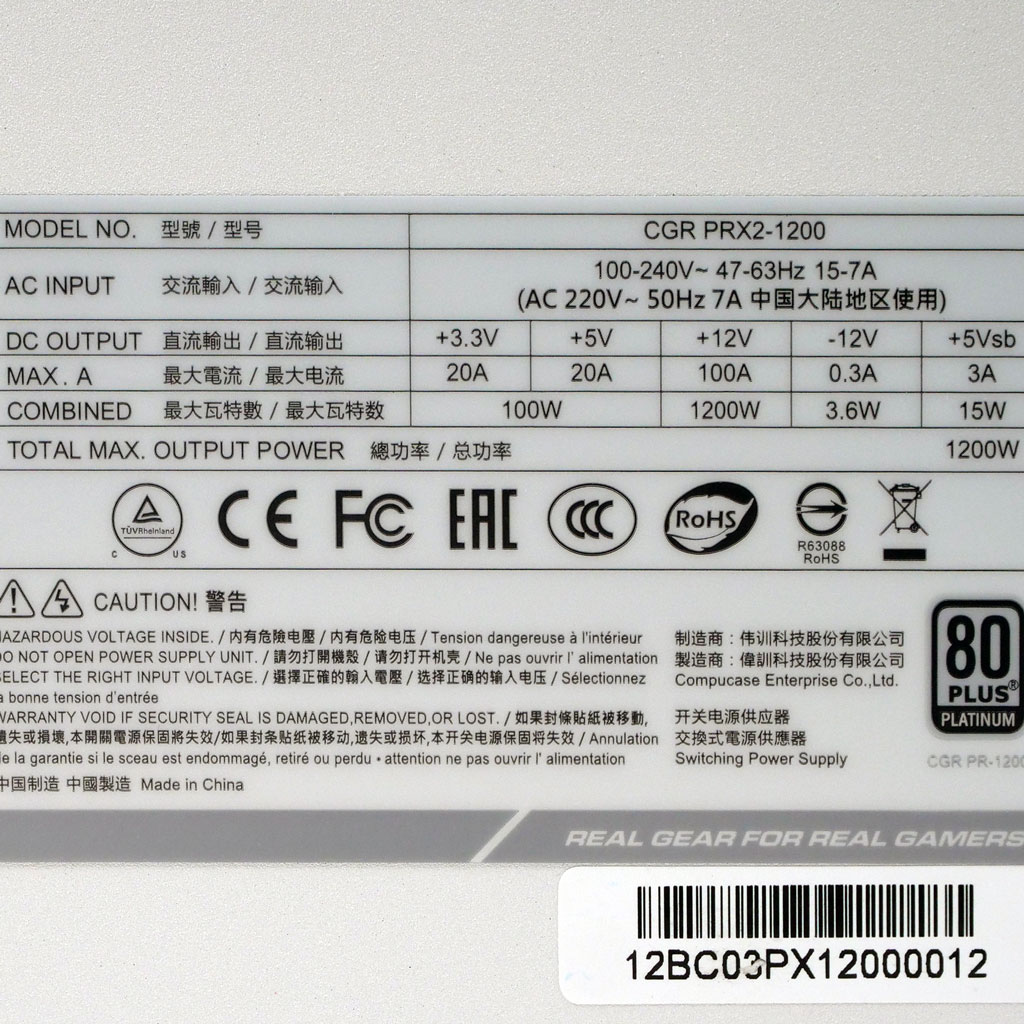 MODEL NO. 型號 / 型号 CGR PRX2-1200
AC INPUT 交流輸入 / 交流输入 100-240V~ 47-63Hz 15-7A
(AC 220V~ 50Hz 7A 中国大陆地区使用)
DC OUTPUT 直流輸出 / 直流输出 +3.3V +5V +12V -12V +5Vsb
MAX. A 最大電流 / 最大电流 20A 20A 100A 0.3A 3A
COMBINED 最大瓦特數 / 最大瓦特数 100W 1200W 3.6W 15W
TOTAL MAX. OUTPUT POWER 總功率 / 总功率 1200W
TÜVRheinland
C US
CE FC EAC CCC RoHS
R63088
RoHS
CAUTION! 警告
AZARDOUS VOLTAGE INSIDE. / 内有危險電壓 / 内有危险电压 / Tension dangereuse à l'intérieur
DO NOT OPEN POWER SUPPLY UNIT. / 請勿打開機殼 / 请勿打开机壳 / Ne pas ouvrir l' alimentation
SELECT THE RIGHT INPUT VOLTAGE. / 選擇正確的輸入電壓 / 选择正确的输入电压 / Sélectionnez
a bonne tension d'entrée
WARRANTY VOID IF SECURITY SEAL IS DAMAGED,REMOVED,OR LOST. / 如果封條貼紙被移動,
遺失或損壞,本開關電源保固將失效/如果封条贴纸被移动,遗失或损坏,本开关电源保固将失效 / Annulation
de la garantie si le sceau est endommagé, retiré ou perdu • attention ne pas ouvrir l' alimentation
中国制造 中國製造 Made in China
制造商 : 伟训科技股份有限公司
製造商 : 偉訓科技股份有限公司
Compucase Enterprise Co.,Ltd.
开关电源供应器
交換式電源供應器
Switching Power Supply
80
PLUS®
PLATINUM
CGR PR-1200
REAL GEAR FOR REAL GAMERS
12BC03PX12000012